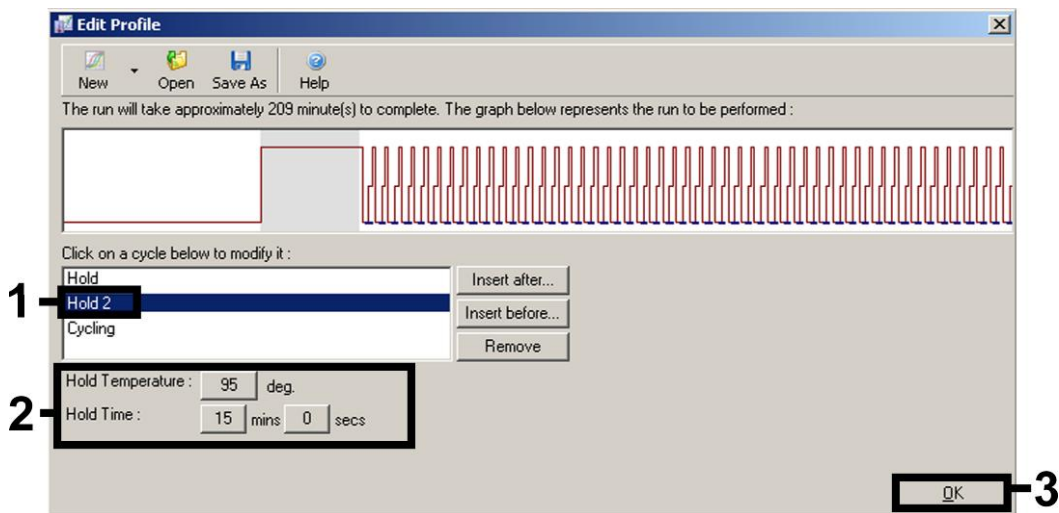 Edit Profile
New Open Save As Help
The run will take approximately 209 minute(s) to complete. The graph below represents the run to be performed :
Click on a cycle below to modify it :
Hold
Insert after...
1
Hold 2
Insert before...
Cycling
Remove
2
Hold Temperature : 95 deg.
Hold Time : 15 mins 0 secs
OK
3